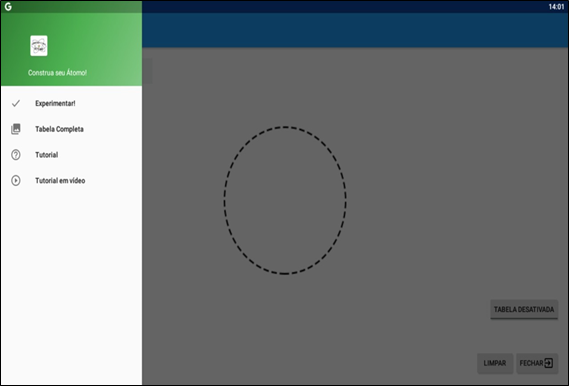 G
14:01
Construa seu Átomo!
Experimentar!
Tabela Completa
Tutorial
Tutorial em vídeo
TABELA DESATIVADA
LIMPAR
FECHAR